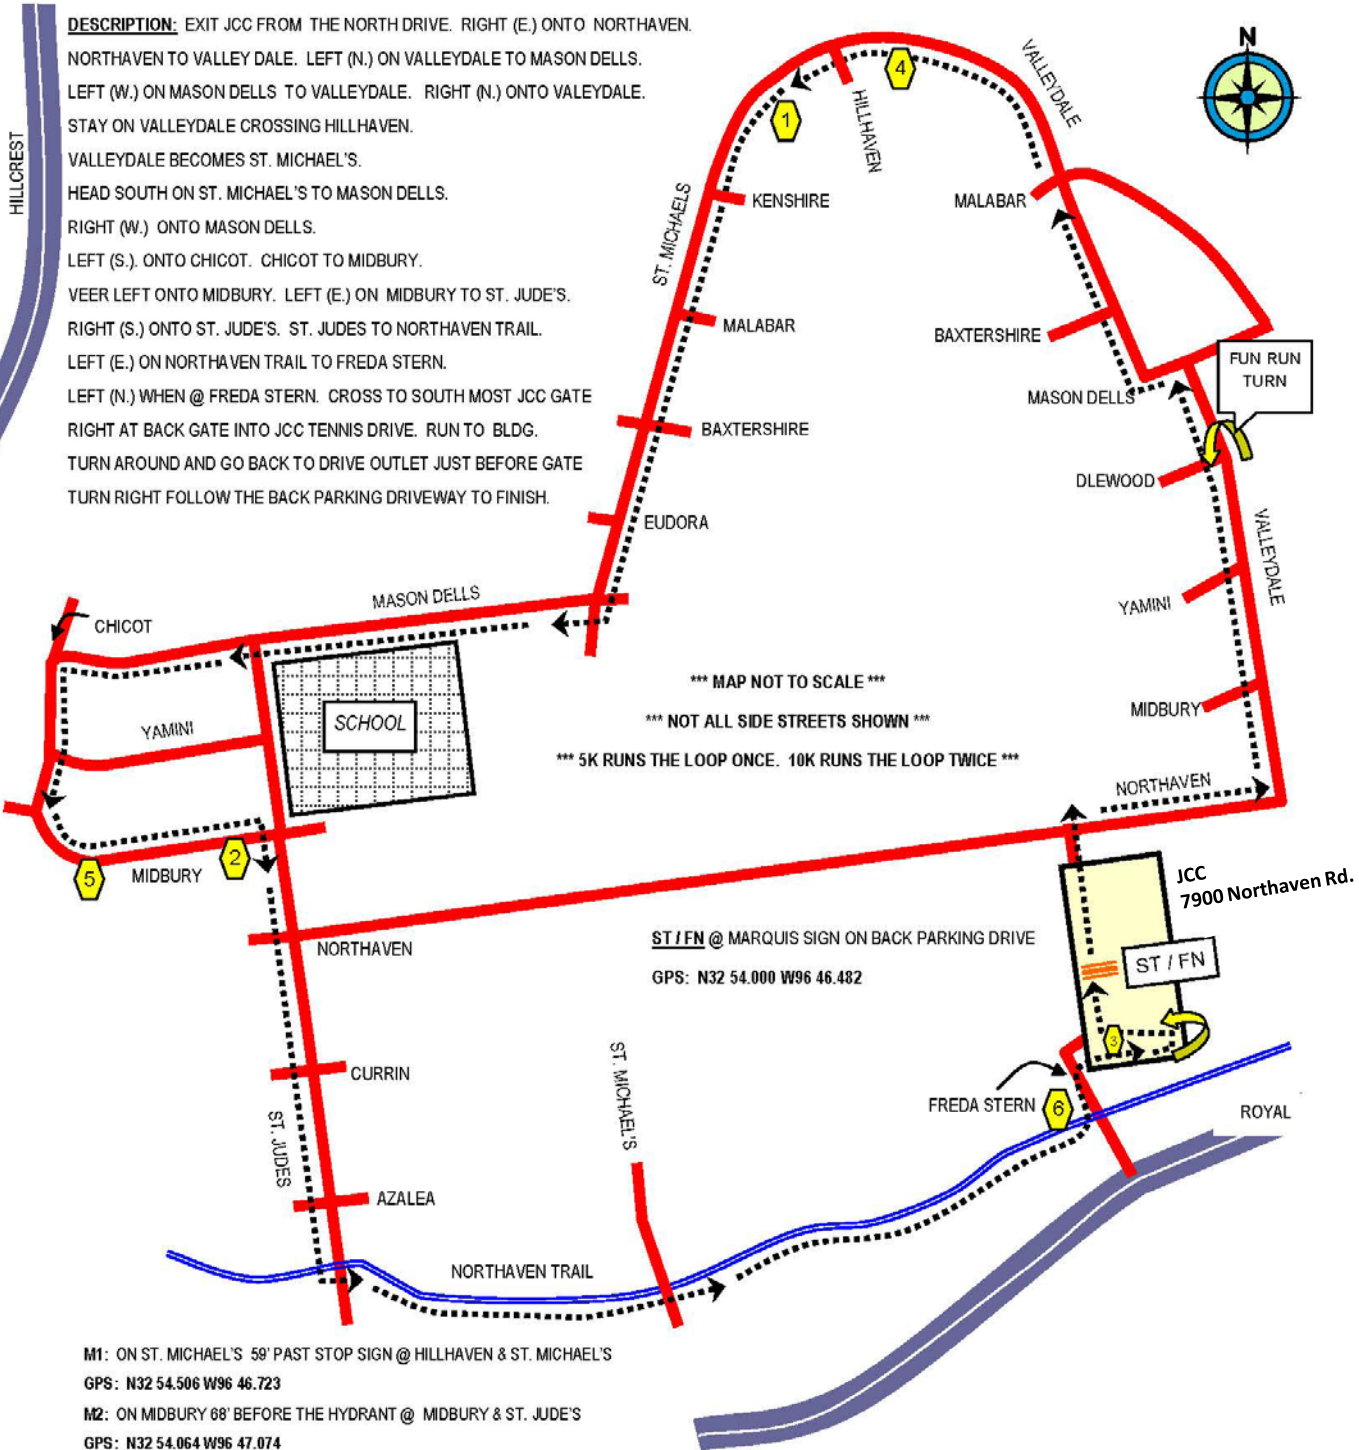 DESCRIPTION: EXIT JCC FROM THE NORTH DRIVE. RIGHT (E.) ONTO NORTHAVEN.
NORTHAVEN TO VALLEY DALE. LEFT (N.) ON VALLEYDALE TO MASON DELLS.
LEFT (W.) ON MASON DELLS TO VALLEYDALE. RIGHT (N.) ONTO VALEYDALE.
STAY ON VALLEYDALE CROSSING HILLHAVEN.
VALLEYDALE BECOMES ST. MICHAEL'S.
HEAD SOUTH ON ST. MICHAEL'S TO MASON DELLS.
RIGHT (W.) ONTO MASON DELLS.
LEFT (S.). ONTO CHICOT. CHICOT TO MIDBURY.
VEER LEFT ONTO MIDBURY. LEFT (E.) ON MIDBURY TO ST. JUDE'S.
RIGHT (S.) ONTO ST. JUDE'S. ST. JUDES TO NORTHAVEN TRAIL.
LEFT (E.) ON NORTHAVEN TRAIL TO FREDA STERN.
LEFT (N.) WHEN @ FREDA STERN. CROSS TO SOUTH MOST JCC GATE
RIGHT AT BACK GATE INTO JCC TENNIS DRIVE. RUN TO BLDG.
TURN AROUND AND GO BACK TO DRIVE OUTLET JUST BEFORE GATE
TURN RIGHT FOLLOW THE BACK PARKING DRIVEWAY TO FINISH.
HILLCREST
N
VALLEYDALE
4
1
HILLHAVEN
KENSHIRE
MALABAR
ST. MICHAELS
MALABAR
BAXTERSHIRE
FUN RUN
TURN
MASON DELLS
BAXTERSHIRE
DLEWOOD
EUDORA
VALLEYDALE
MASON DELLS
YAMINI
CHICOT
*** MAP NOT TO SCALE ***
SCHOOL
*** NOT ALL SIDE STREETS SHOWN ***
MIDBURY
YAMINI
*** 5K RUNS THE LOOP ONCE. 10K RUNS THE LOOP TWICE ***
NORTHAVEN
2
5
MIDBURY
JCC
7900 Northaven Rd.
NORTHAVEN
ST / FN @ MARQUIS SIGN ON BACK PARKING DRIVE
ST / FN
GPS: N32 54.000 W96 46.482
3
CURRIN
ST. MICHAEL'S
FREDA STERN
6
ROYAL
ST. JUDES
AZALEA
NORTHAVEN TRAIL
M1: ON ST. MICHAEL'S 59' PAST STOP SIGN @ HILLHAVEN & ST. MICHAEL'S
GPS: N32 54.506 W96 46.723
M2: ON MIDBURY 68' BEFORE THE HYDRANT @ MIDBURY & ST. JUDE'S
GPS: N32 54.064 W96 47.074